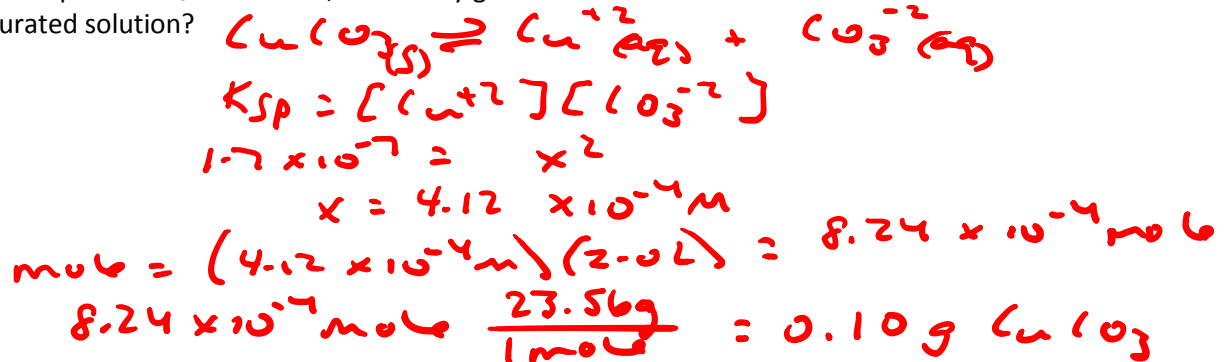 urated solution?
CuCO3(s) ⇌ Cu+2(aq) + CO3-2(aq)
Ksp = [Cu+2][CO3-2]
1.7 x 10-7 = x2
x = 4.12 x10-4 M
mole = (4.12 x 10-4 m)(2.0L) = 8.24 x 10-4 mole
8.24 x 10-4 mole 23.56g / 1 mole = 0.10 g CuCO3